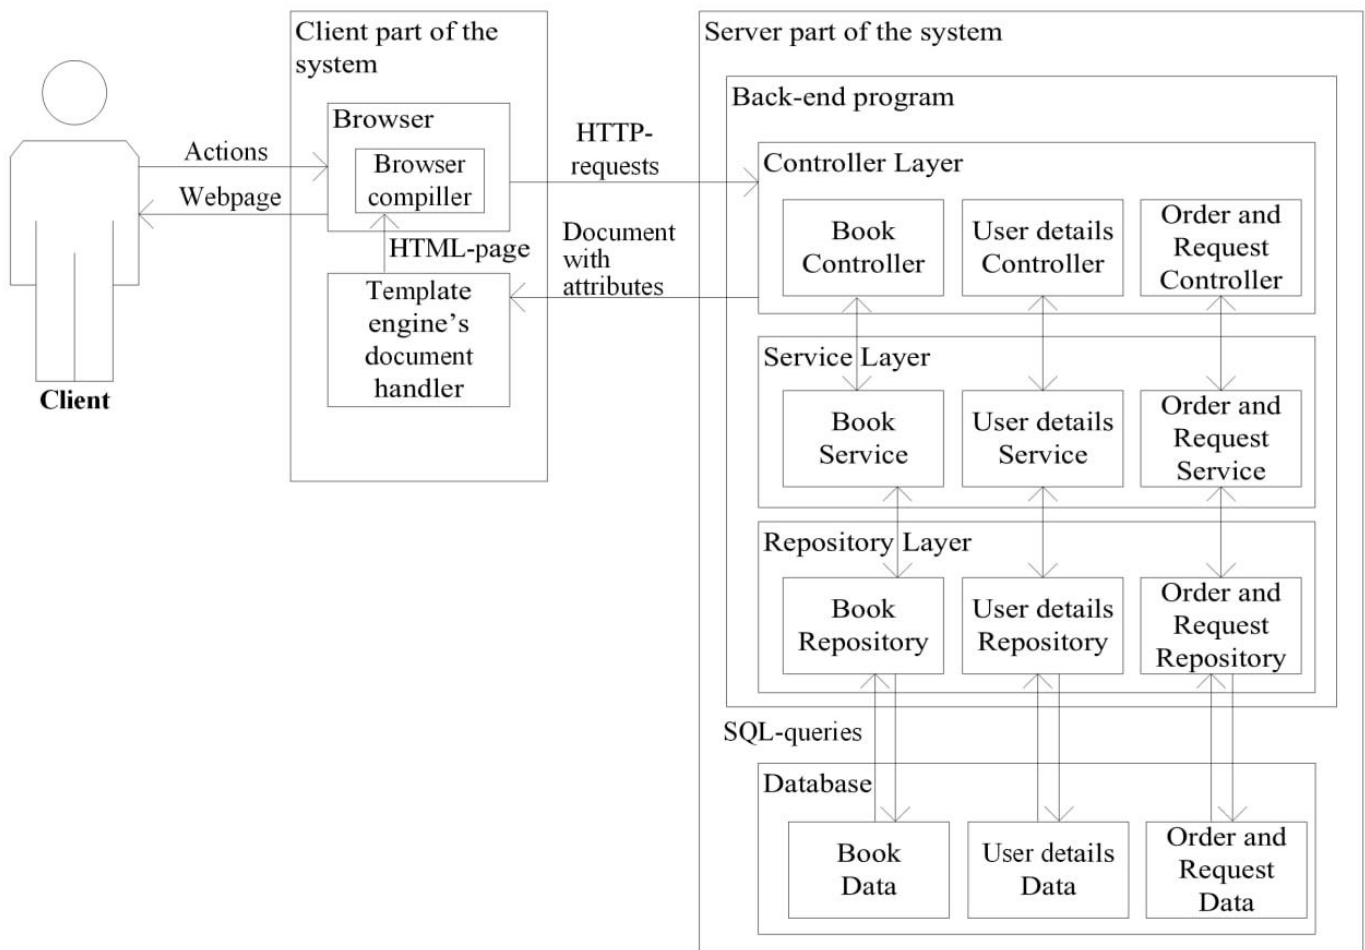 Client part of the
system
Server part of the system
Back-end program
Browser
Browser
compiller
Actions
Webpage
HTML-page
Template
engine's
document
handler
Client
HTTP-
requests
Document
with
attributes
Controller Layer
Book
Controller
User details
Controller
Order and
Request
Controller
Service Layer
Book
Service
User details
Service
Order and
Request
Service
Repository Layer
Book
Repository
User details
Repository
Order and
Request
Repository
SQL-queries
Database
Book
Data
User details
Data
Order and
Request
Data